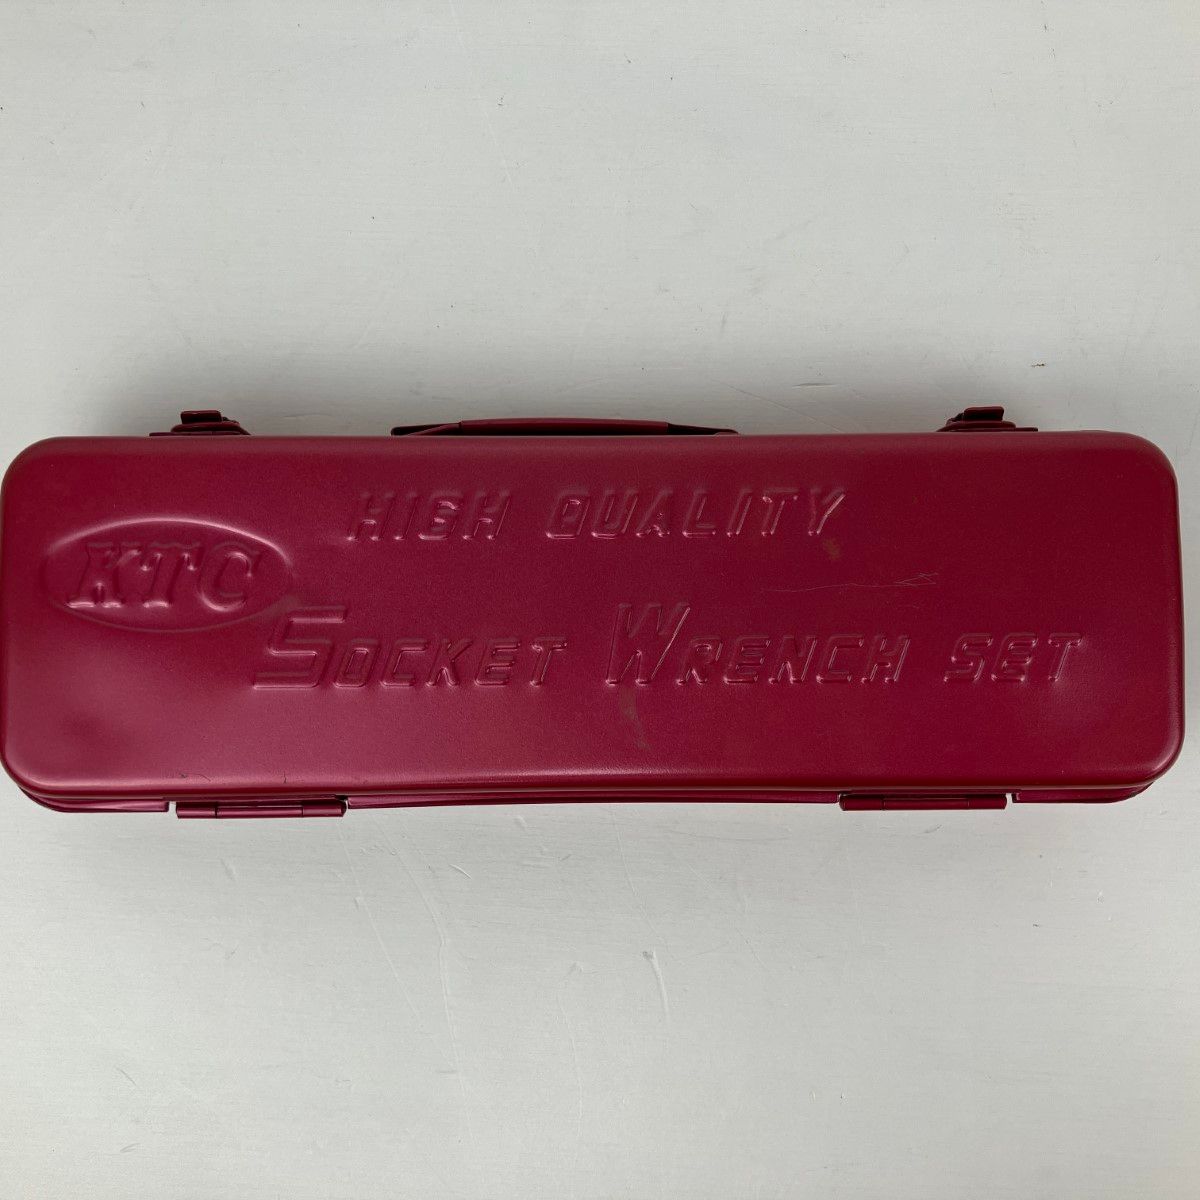 HIGH QUALITY
KTC
SOCKET WRENCH SET